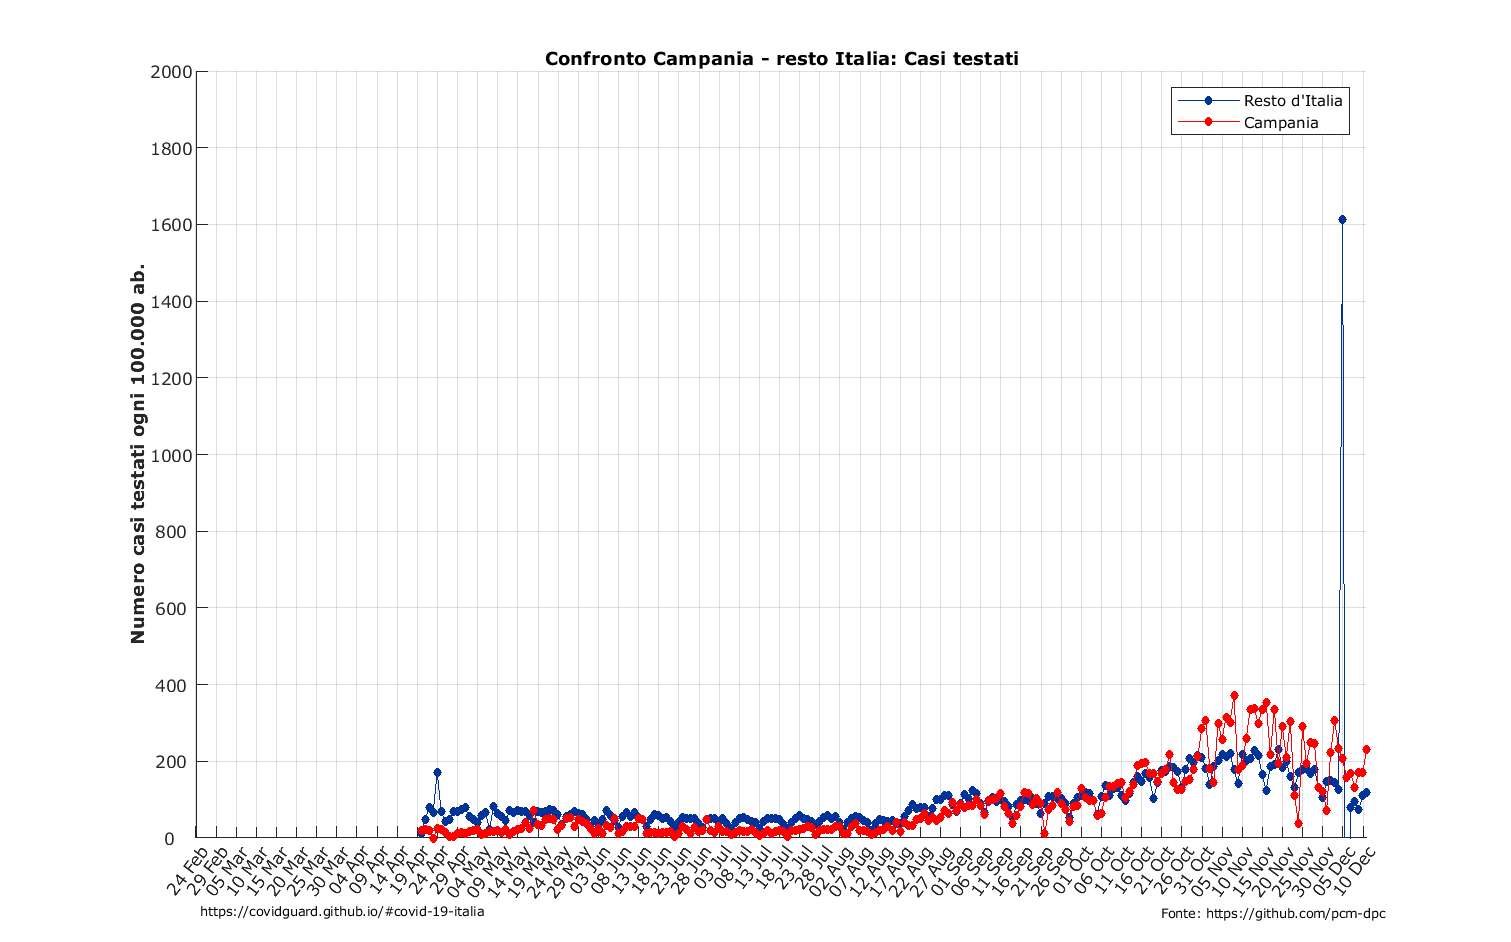 Confronto Campania - resto Italia: Casi testati
Resto d'Italia
Campania
Numero casi testati ogni 100.000 ab.
2000
1800
1600
1400
1200
1000
800
600
400
200
0
24 Feb
29 Feb
05 Mar
10 Mar
15 Mar
20 Mar
25 Mar
30 Mar
04 Apr
09 Apr
14 Apr
19 Apr
24 Apr
29 Apr
04 May
09 May
14 May
19 May
24 May
29 May
03 Jun
08 Jun
13 Jun
18 Jun
23 Jun
28 Jun
03 Jul
08 Jul
13 Jul
18 Jul
23 Jul
28 Jul
02 Aug
07 Aug
12 Aug
17 Aug
22 Aug
27 Aug
01 Sep
06 Sep
11 Sep
16 Sep
21 Sep
26 Sep
01 Oct
06 Oct
11 Oct
16 Oct
21 Oct
26 Oct
31 Oct
05 Nov
10 Nov
15 Nov
20 Nov
25 Nov
30 Nov
05 Dec
10 Dec
https://covidguard.github.io/#covid-19-italia
Fonte: https://github.com/pcm-dpc